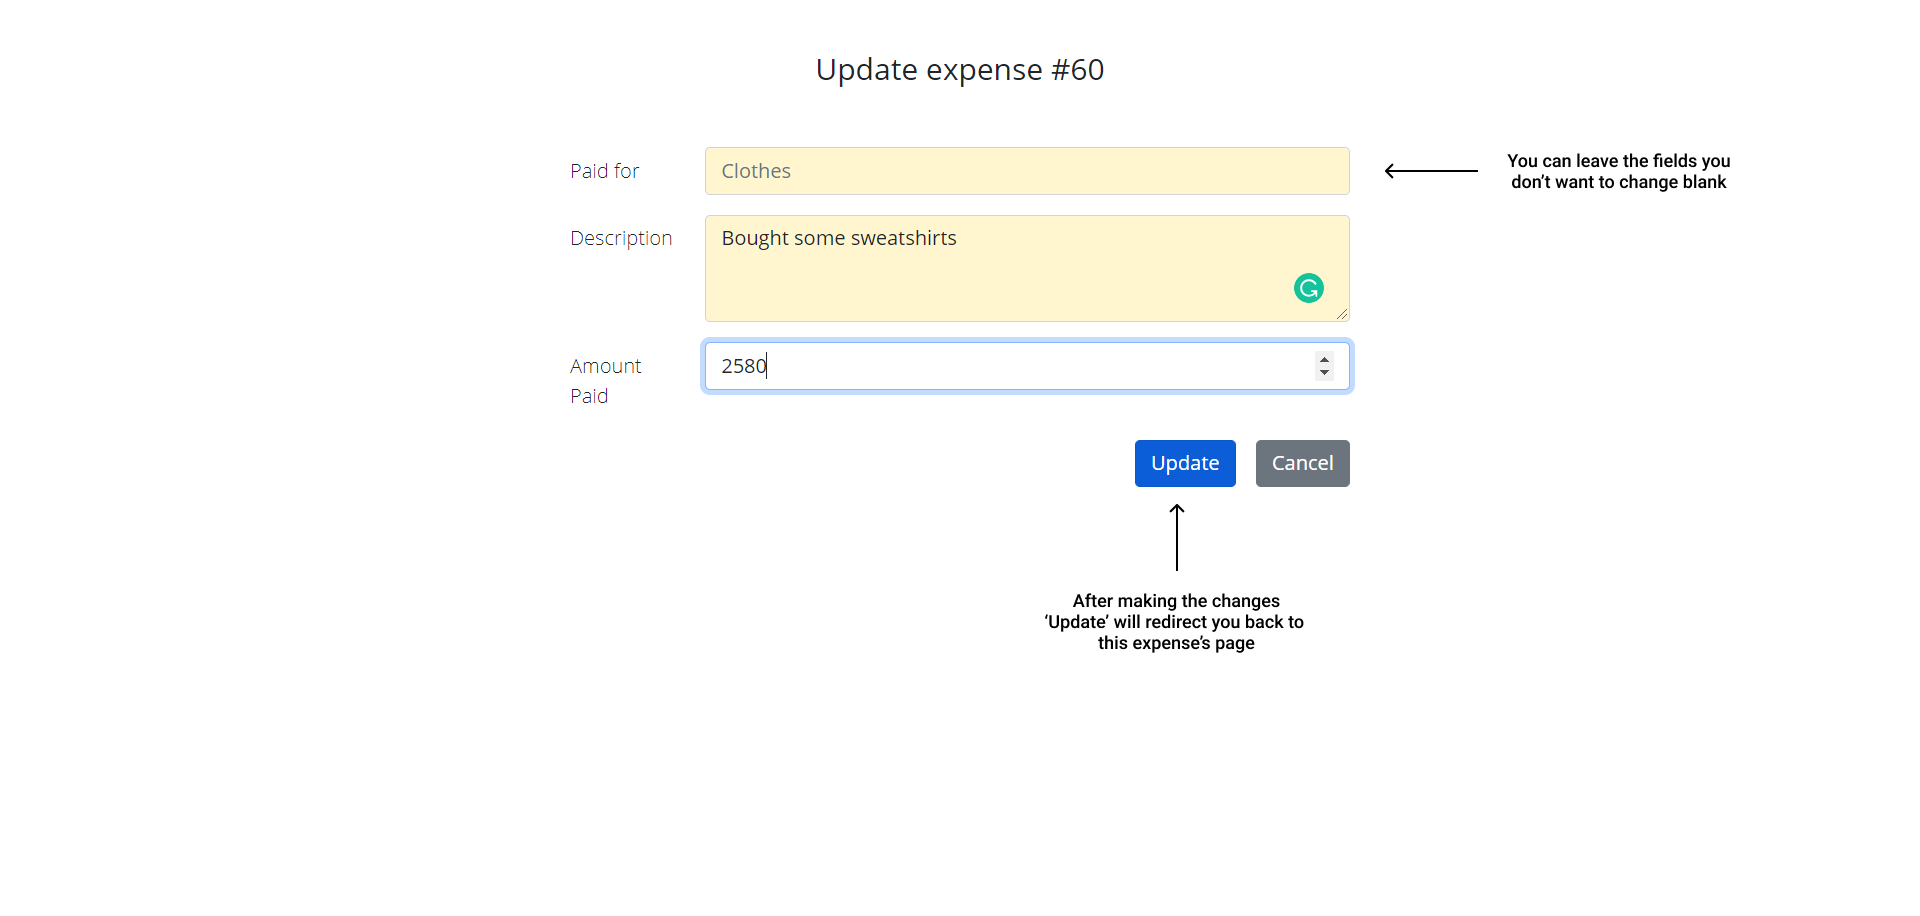 Update expense #60
Paid for
Clothes
You can leave the fields you
don’t want to change blank
Description
Bought some sweatshirts
Amount
Paid
2580
Update
Cancel
After making the changes
‘Update’ will redirect you back to
this expense’s page